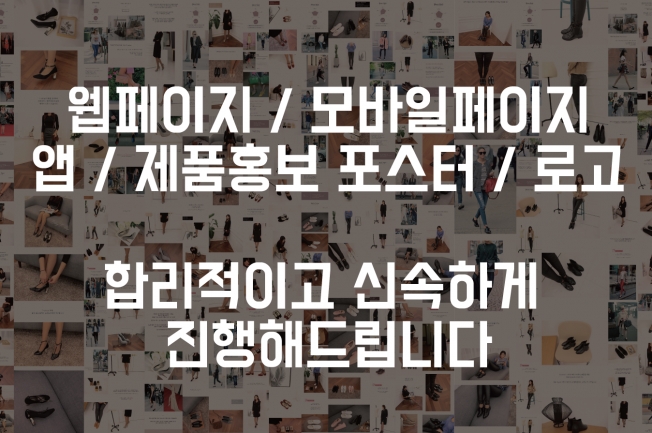 웹페이지 / 모바일페이지
앱 / 제품홍보 포스터 / 로고
합리적이고 신속하게
진행해드립니다